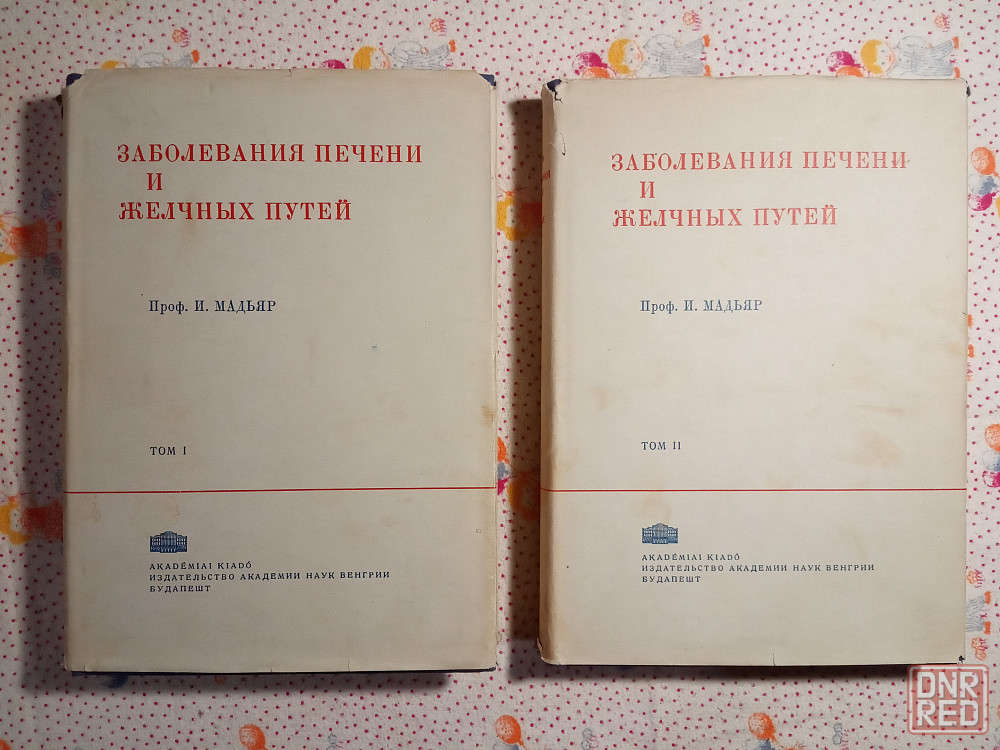 ЗАБОЛЕВАНИЯ ПЕЧЕНИ
И
ЖЕЛЧНЫХ ПУТЕЙ
Проф. И. МАДЬЯР
ТОМ I
AKADÉMIAI KIADÓ
ИЗДАТЕЛЬСТВО АКАДЕМИИ НАУК ВЕНГРИИ
БУДАПЕШТ
ЗАБОЛЕВАНИЯ ПЕЧЕНИ
И
ЖЕЛЧНЫХ ПУТЕЙ
Проф. И. МАДЬЯР
ТОМ II
AKADÉMIAI KIADÓ
ИЗДАТЕЛЬСТВО АКАДЕМИИ НАУК ВЕНГРИИ
БУДАПЕШТ
DNR
RED